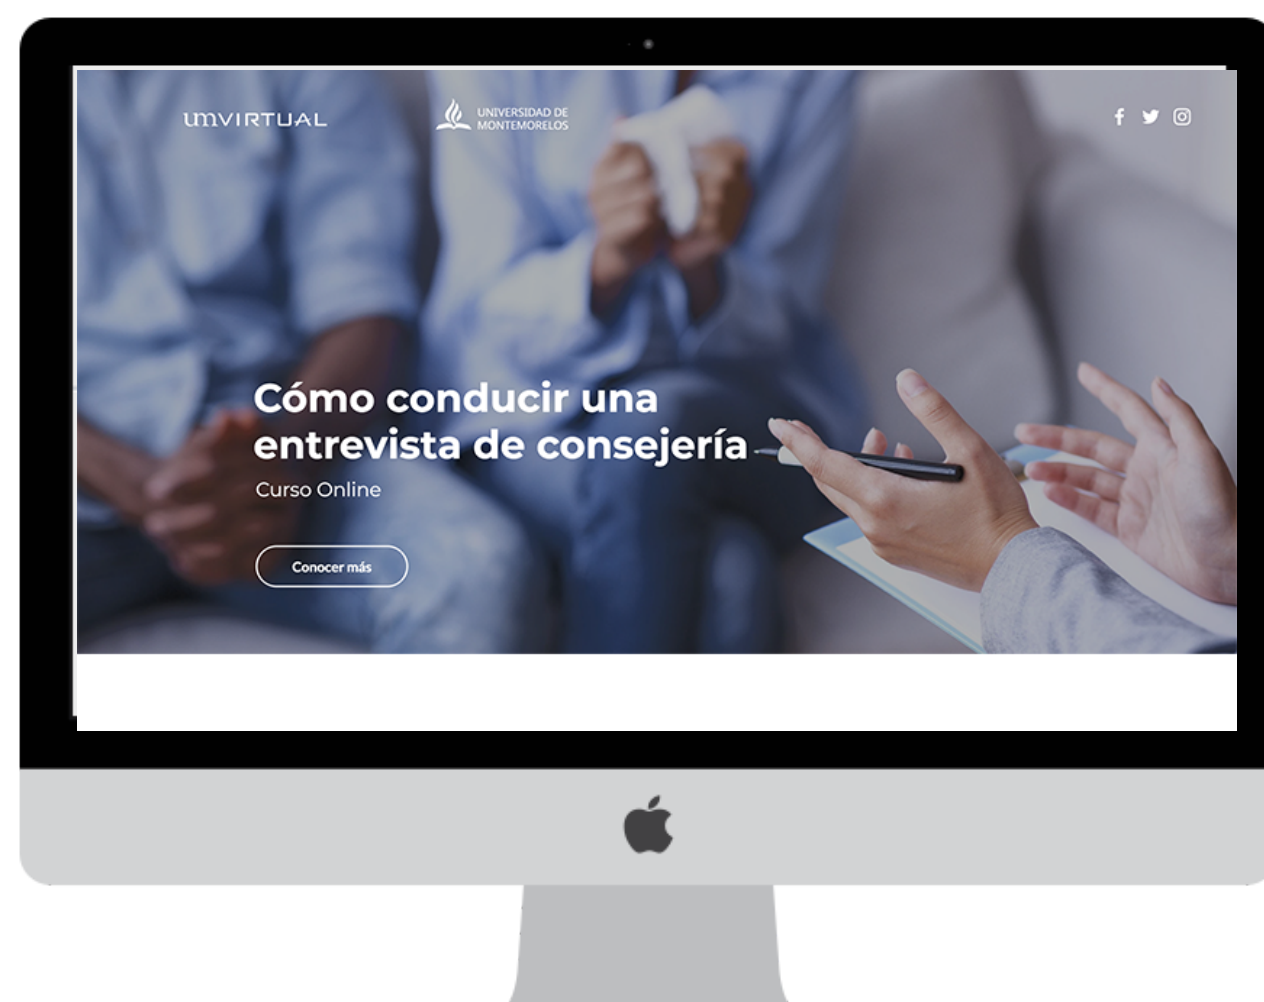 umVIRTUAL
UNIVERSIDAD DE
MONTEMORELOS
Cómo conducir una
entrevista de consejería
Curso Online
Conocer más